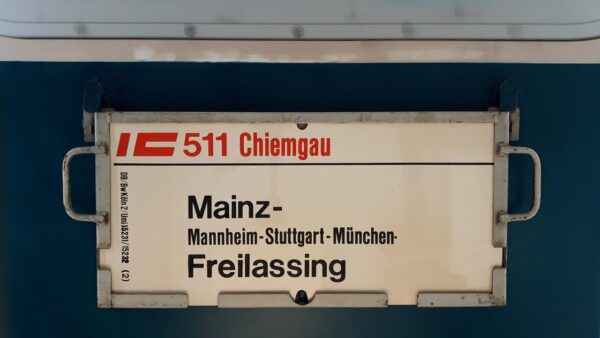 IC 511 Chiemgau
Mainz-
Mannheim-Stuttgart-München-
Freilassing